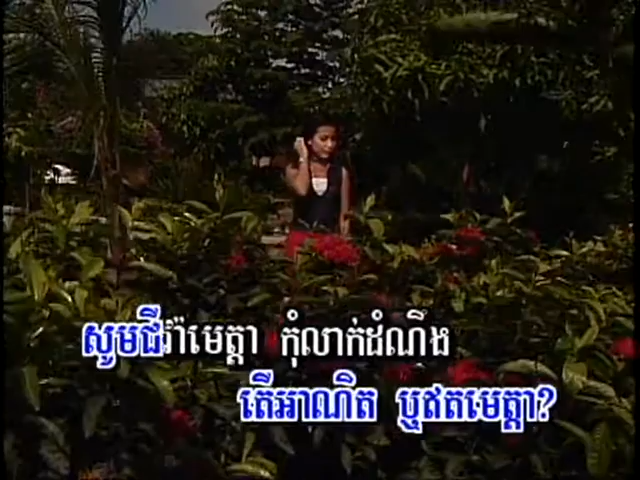 សូមជីវ៉ាមេត្តា កុំលាក់ដំណឹង
តើអាណិត ឬឥតមេត្តា?